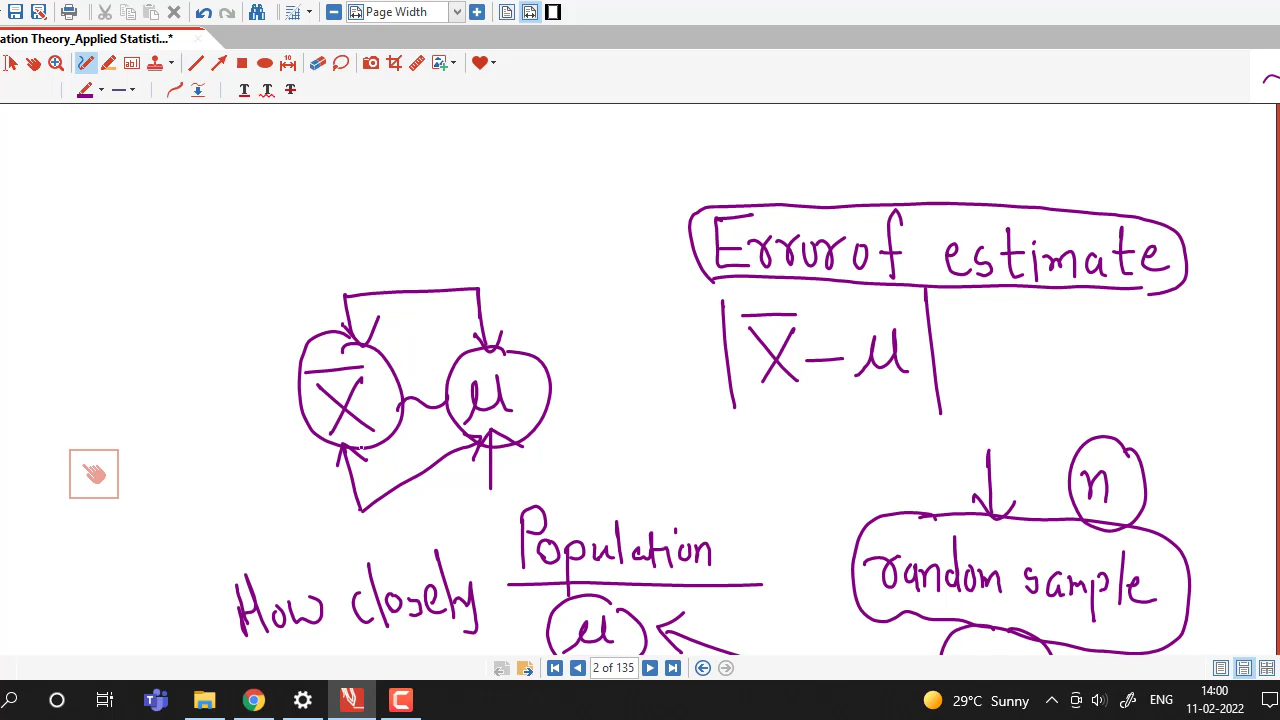 Page Width
ation Theory_Applied Statisti...*
Error of estimate
| X̅ - μ |
X̅ ~ μ
n
Population
random sample
How closely
μ
2 of 135
29°C Sunny
ENG
14:00
11-02-2022